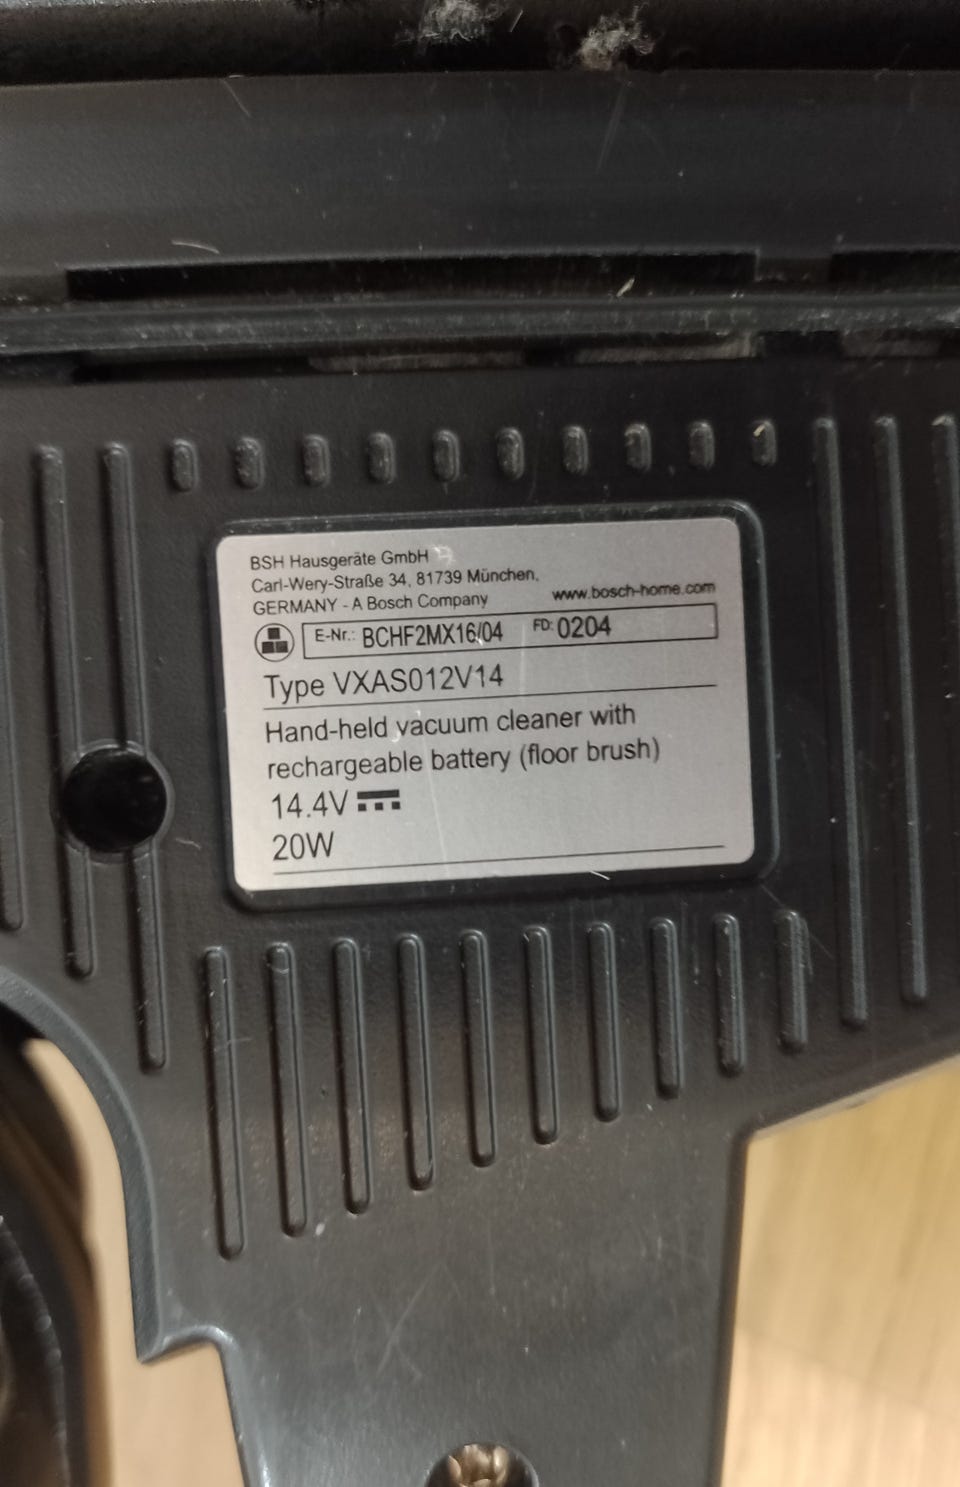 BSH Hausgeräte GmbH
Carl-Wery-Straße 34, 81739 München,
GERMANY - A Bosch Company www.bosch-home.com
E-Nr.: BCHF2MX16/04 FD: 0204
Type VXAS012V14
Hand-held vacuum cleaner with
rechargeable battery (floor brush)
14.4V
20W